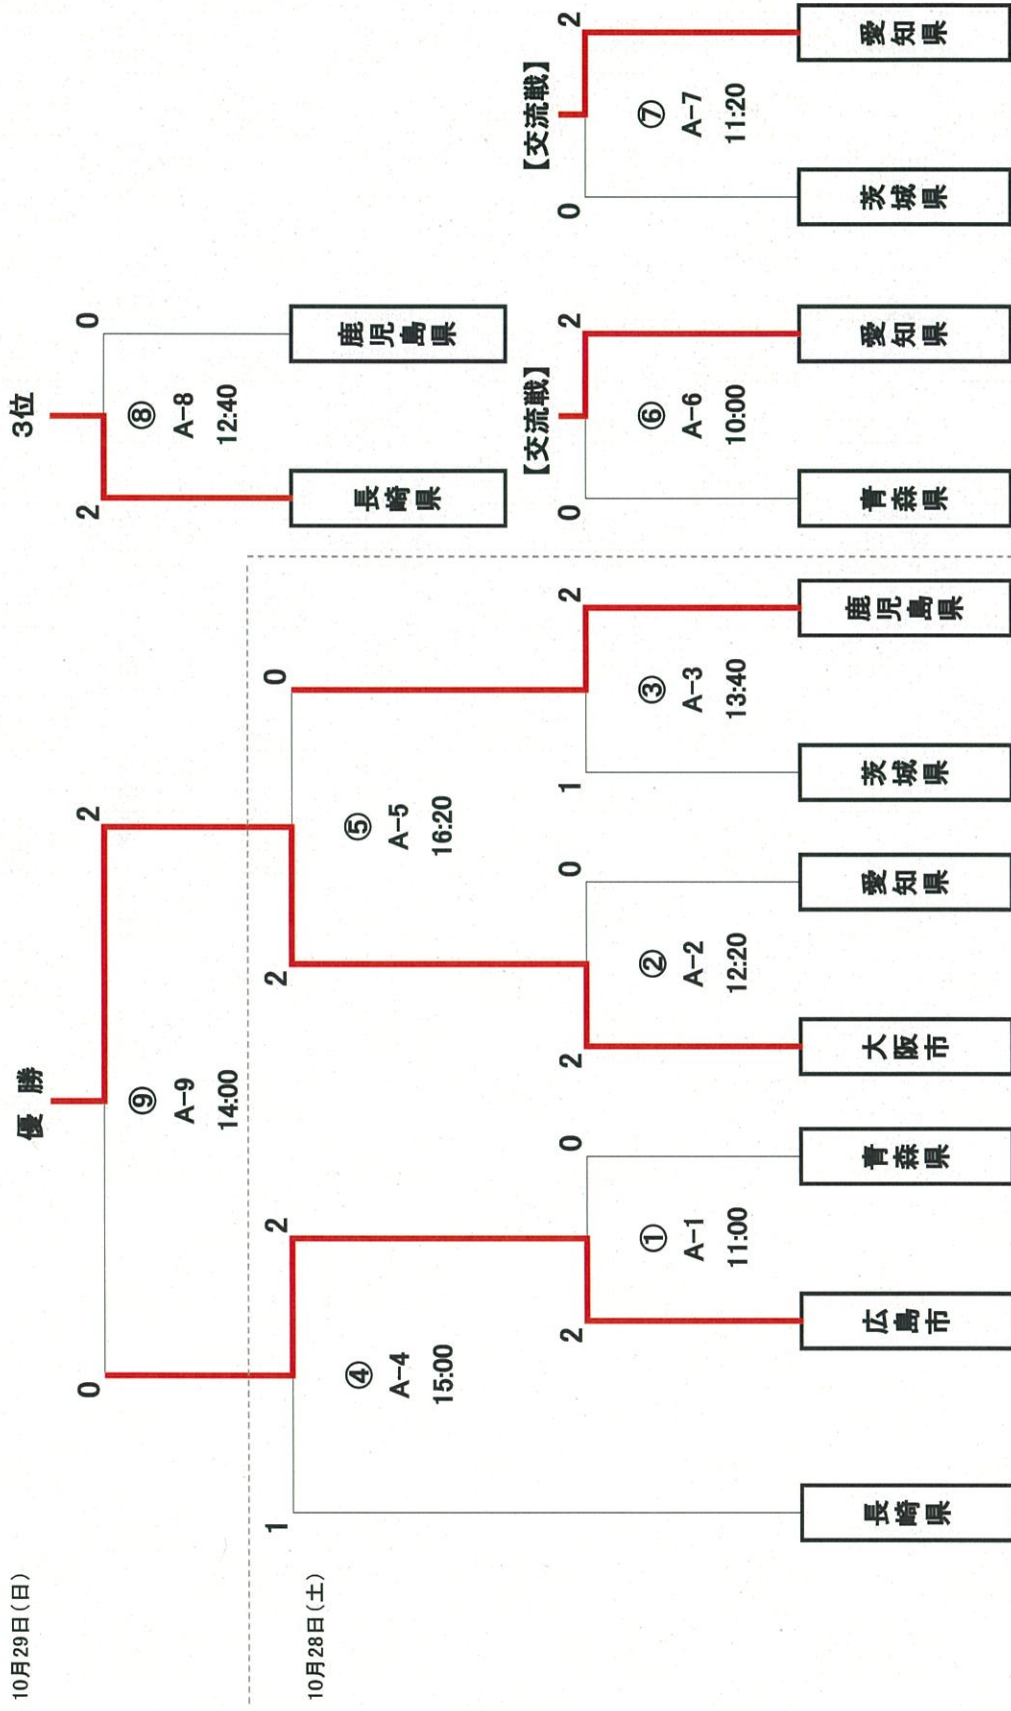 10月29日(日)
優 勝
3位
0
2
2
0
⑨
A-9
14:00
⑧
A-8
12:40
長崎県
鹿児島県
10月28日(土)
1
2
2
0
④
A-4
15:00
⑤
A-5
16:20
【交流戦】
【交流戦】
2
0
2
0
1
2
0
2
0
2
①
A-1
11:00
②
A-2
12:20
③
A-3
13:40
⑥
A-6
10:00
⑦
A-7
11:20
長崎県
広島市
青森県
大阪市
愛知県
茨城県
鹿児島県
青森県
愛知県
茨城県
愛知県